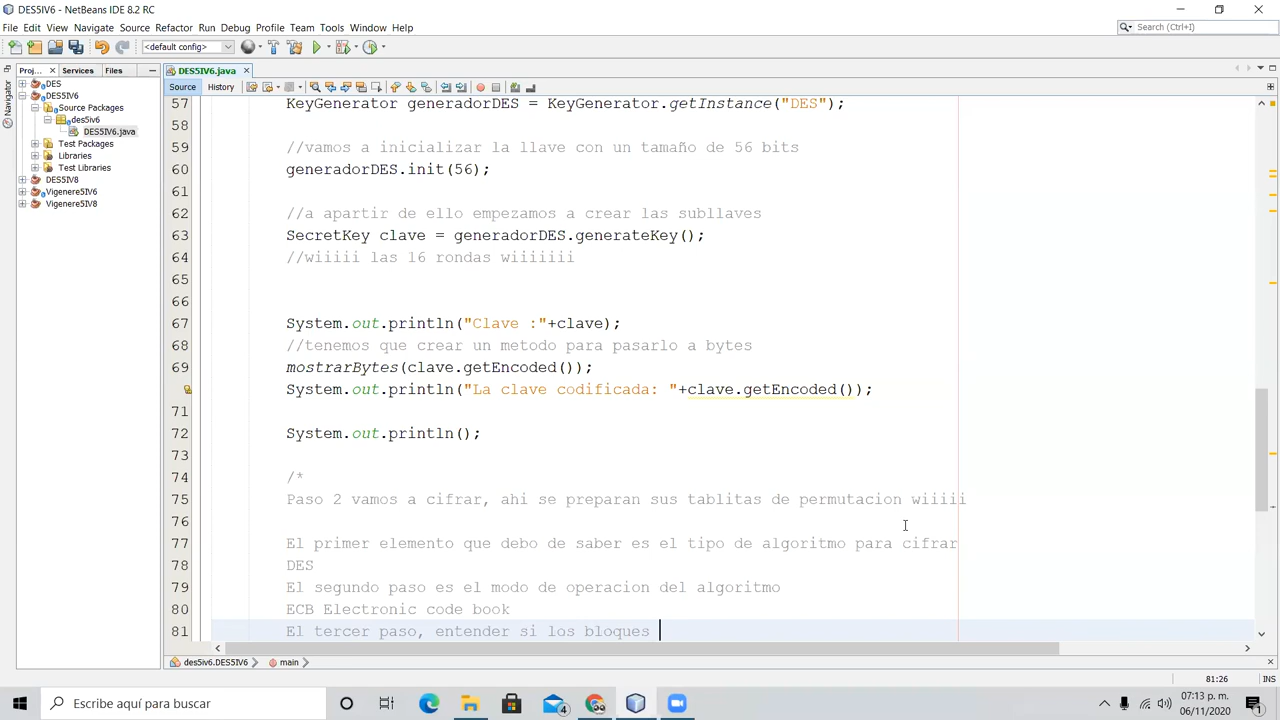 DES5IV6 - NetBeans IDE 8.2 RC
File Edit View Navigate Source Refactor Run Debug Profile Team Tools Window Help
Search (Ctrl+I)
<default config>
Proj... Services Files
DES5IV6.java
Source History
Navigator
DES
DES5IV6
Source Packages
des5iv6
DES5IV6.java
Test Packages
Libraries
Test Libraries
DES5IV8
Vigenere5IV6
Vigenere5IV8
57 KeyGenerator generadorDES = KeyGenerator.getInstance("DES");
58
59 //vamos a inicializar la llave con un tamaño de 56 bits
60 generadorDES.init(56);
61
62 //a apartir de ello empezamos a crear las subllaves
63 SecretKey clave = generadorDES.generateKey();
64 //wiiiii las 16 rondas wiiiiiii
65
66
67 System.out.println("Clave :"+clave);
68 //tenemos que crear un metodo para pasarlo a bytes
69 mostrarBytes(clave.getEncoded());
System.out.println("La clave codificada: "+clave.getEncoded());
71
72 System.out.println();
73
74 /*
75 Paso 2 vamos a cifrar, ahi se preparan sus tablitas de permutacion wiiiii
76
77 El primer elemento que debo de saber es el tipo de algoritmo para cifrar
78 DES
79 El segundo paso es el modo de operacion del algoritmo
80 ECB Electronic code book
81 El tercer paso, entender si los bloques
des5iv6.DES5IV6 main
81:26 INS
Escribe aquí para buscar
4
07:13 p. m.
06/11/2020
1